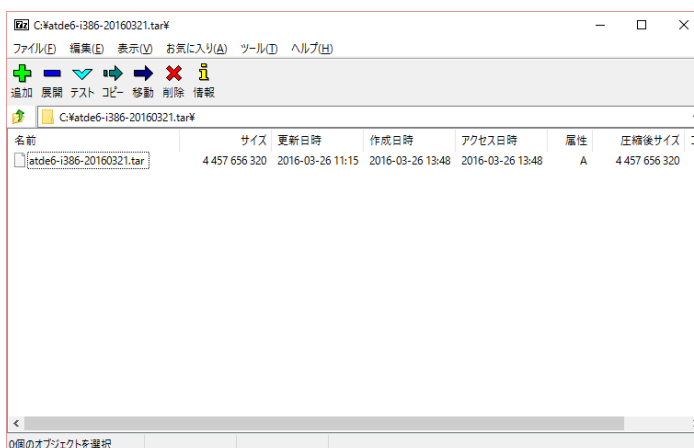 7z C:¥atde6-i386-20160321.tar¥
ファイル(F) 編集(E) 表示(V) お気に入り(A) ツール(T) ヘルプ(H)
追加 展開 テスト コピー 移動 削除 情報
C:¥atde6-i386-20160321.tar¥
名前 サイズ 更新日時 作成日時 アクセス日時 属性 圧縮後サイズ
atde6-i386-20160321.tar 4 457 656 320 2016-03-26 11:15 2016-03-26 13:48 2016-03-26 13:48 A 4 457 656 320
0個のオブジェクトを選択